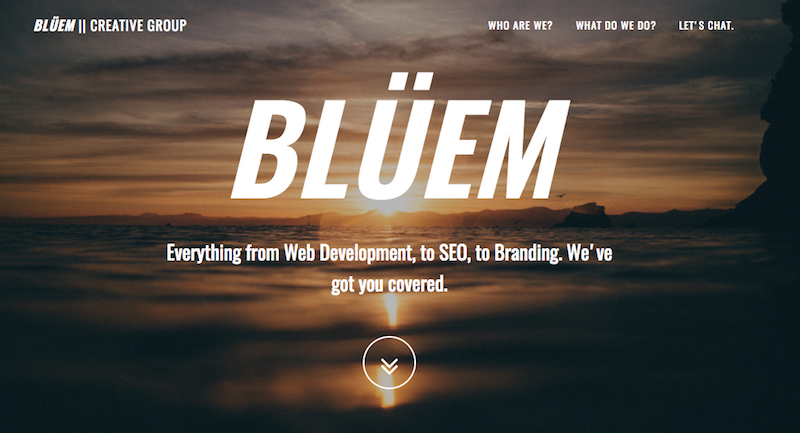 BLÜEM || CREATIVE GROUP
WHO ARE WE? WHAT DO WE DO? LET'S CHAT.
BLÜEM
Everything from Web Development, to SEO, to Branding. We've
got you covered.